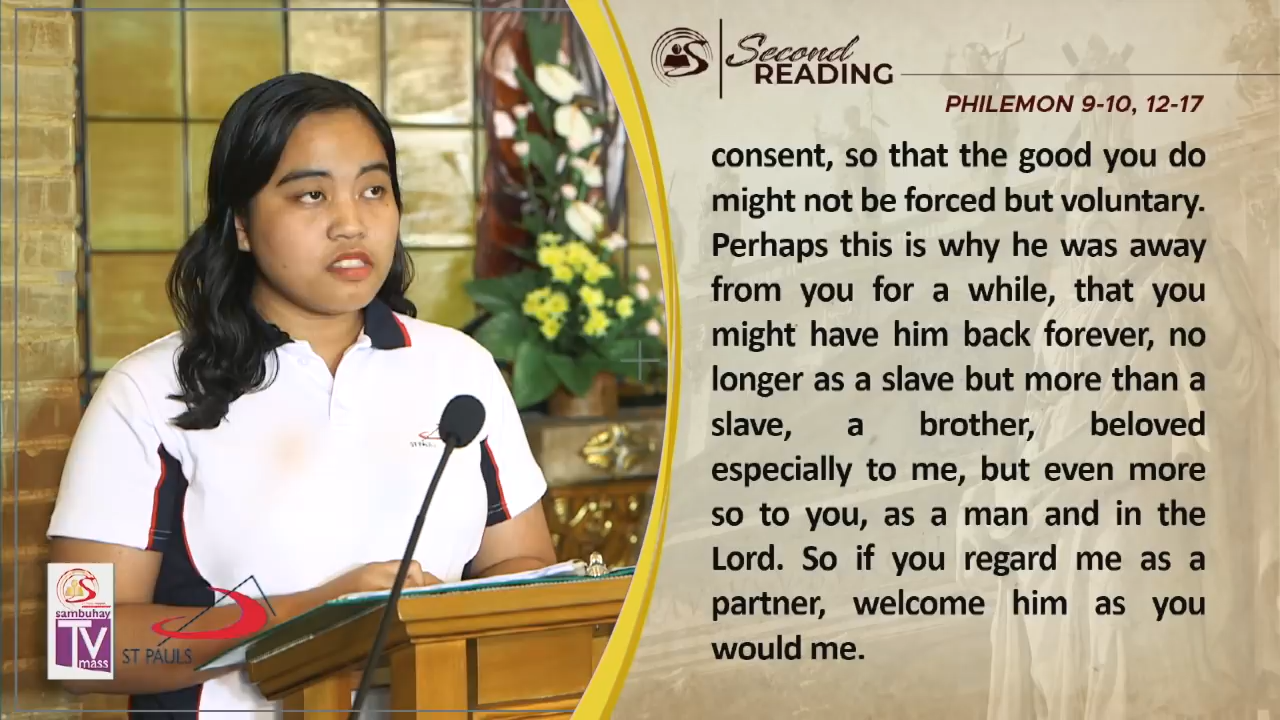 Second
READING
PHILEMON 9-10, 12-17
consent, so that the good you do
might not be forced but voluntary.
Perhaps this is why he was away
from you for a while, that you
might have him back forever, no
longer as a slave but more than a
slave, a brother, beloved
especially to me, but even more
so to you, as a man and in the
Lord. So if you regard me as a
partner, welcome him as you
would me.
sambuhay
TV
mass
ST PAULS